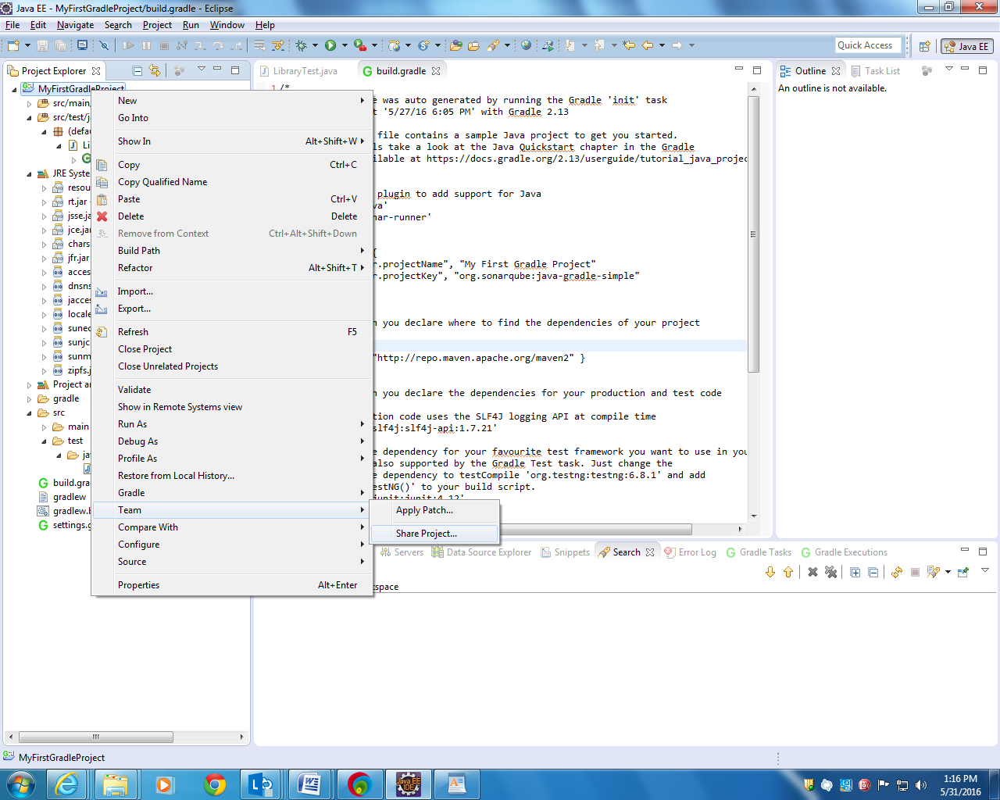 Java EE - MyFirstGradleProject/build.gradle - Eclipse
File Edit Navigate Search Project Run Window Help
Quick Access
Java EE
Project Explorer
LibraryTest.java
build.gradle
Outline
Task List
An outline is not available.
MyFirstGradleProject
src/main,
src/test/j
(defau
Li
JRE Syste
resou
rt.jar -
jsse.ja
jce.jar
chars
jfr.jar
acces
dnsns
jacces
locale
sunec
sunjc
sunm
zipfs.j
Project a
gradle
src
main
test
jav
build.gra
gradlew
gradlew.b
settings.g
New
Go Into
Show In Alt+Shift+W
Copy Ctrl+C
Copy Qualified Name
Paste Ctrl+V
Delete Delete
Remove from Context Ctrl+Alt+Shift+Down
Build Path
Refactor Alt+Shift+T
Import...
Export...
Refresh F5
Close Project
Close Unrelated Projects
Validate
Show in Remote Systems view
Run As
Debug As
Profile As
Restore from Local History...
Gradle
Team
Compare With
Configure
Source
Properties Alt+Enter
Apply Patch...
Share Project...
1 /*
e was auto generated by running the Gradle 'init' task
t '5/27/16 6:05 PM' with Gradle 2.13
file contains a sample Java project to get you started.
ls take a look at the Java Quickstart chapter in the Gradle
ilable at https://docs.gradle.org/2.13/userguide/tutorial_java_projec
plugin to add support for Java
va'
nar-runner'
{
r.projectName", "My First Gradle Project"
r.projectKey", "org.sonarqube:java-gradle-simple"
n you declare where to find the dependencies of your project
"http://repo.maven.apache.org/maven2" }
n you declare the dependencies for your production and test code
tion code uses the SLF4J logging API at compile time
slf4j:slf4j-api:1.7.21'
e dependency for your favourite test framework you want to use in you
also supported by the Gradle Test task. Just change the
e dependency to testCompile 'org.testng:testng:6.8.1' and add
estNG()' to your build script.
junit:junit:4.12'
Servers Data Source Explorer Snippets Search Error Log Gradle Tasks Gradle Executions
kspace
MyFirstGradleProject
Java EE
IDE
1:16 PM
5/31/2016